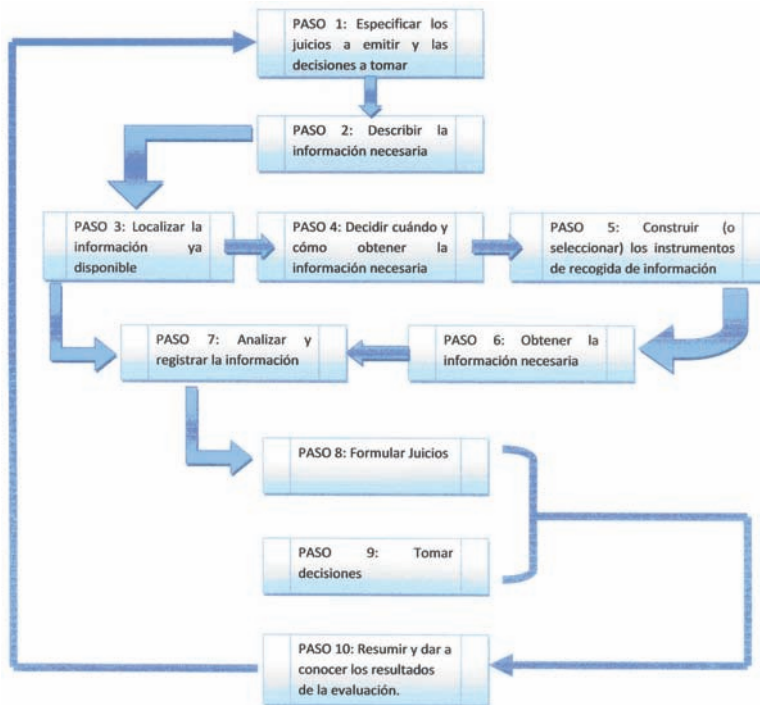 PASO 1: Especificar los
juicios a emitir y las
decisiones a tomar
PASO 2: Describir la
información necesaria
PASO 3: Localizar la
información ya
disponible
PASO 4: Decidir cuándo y
cómo obtener la
información necesaria
PASO 5: Construir (o
seleccionar) los instrumentos
de recogida de información
PASO 6: Obtener la
información necesaria
PASO 7: Analizar y
registrar la información
PASO 8: Formular Juicios
PASO 9: Tomar
decisiones
PASO 10: Resumir y dar a
conocer los resultados
de la evaluación.